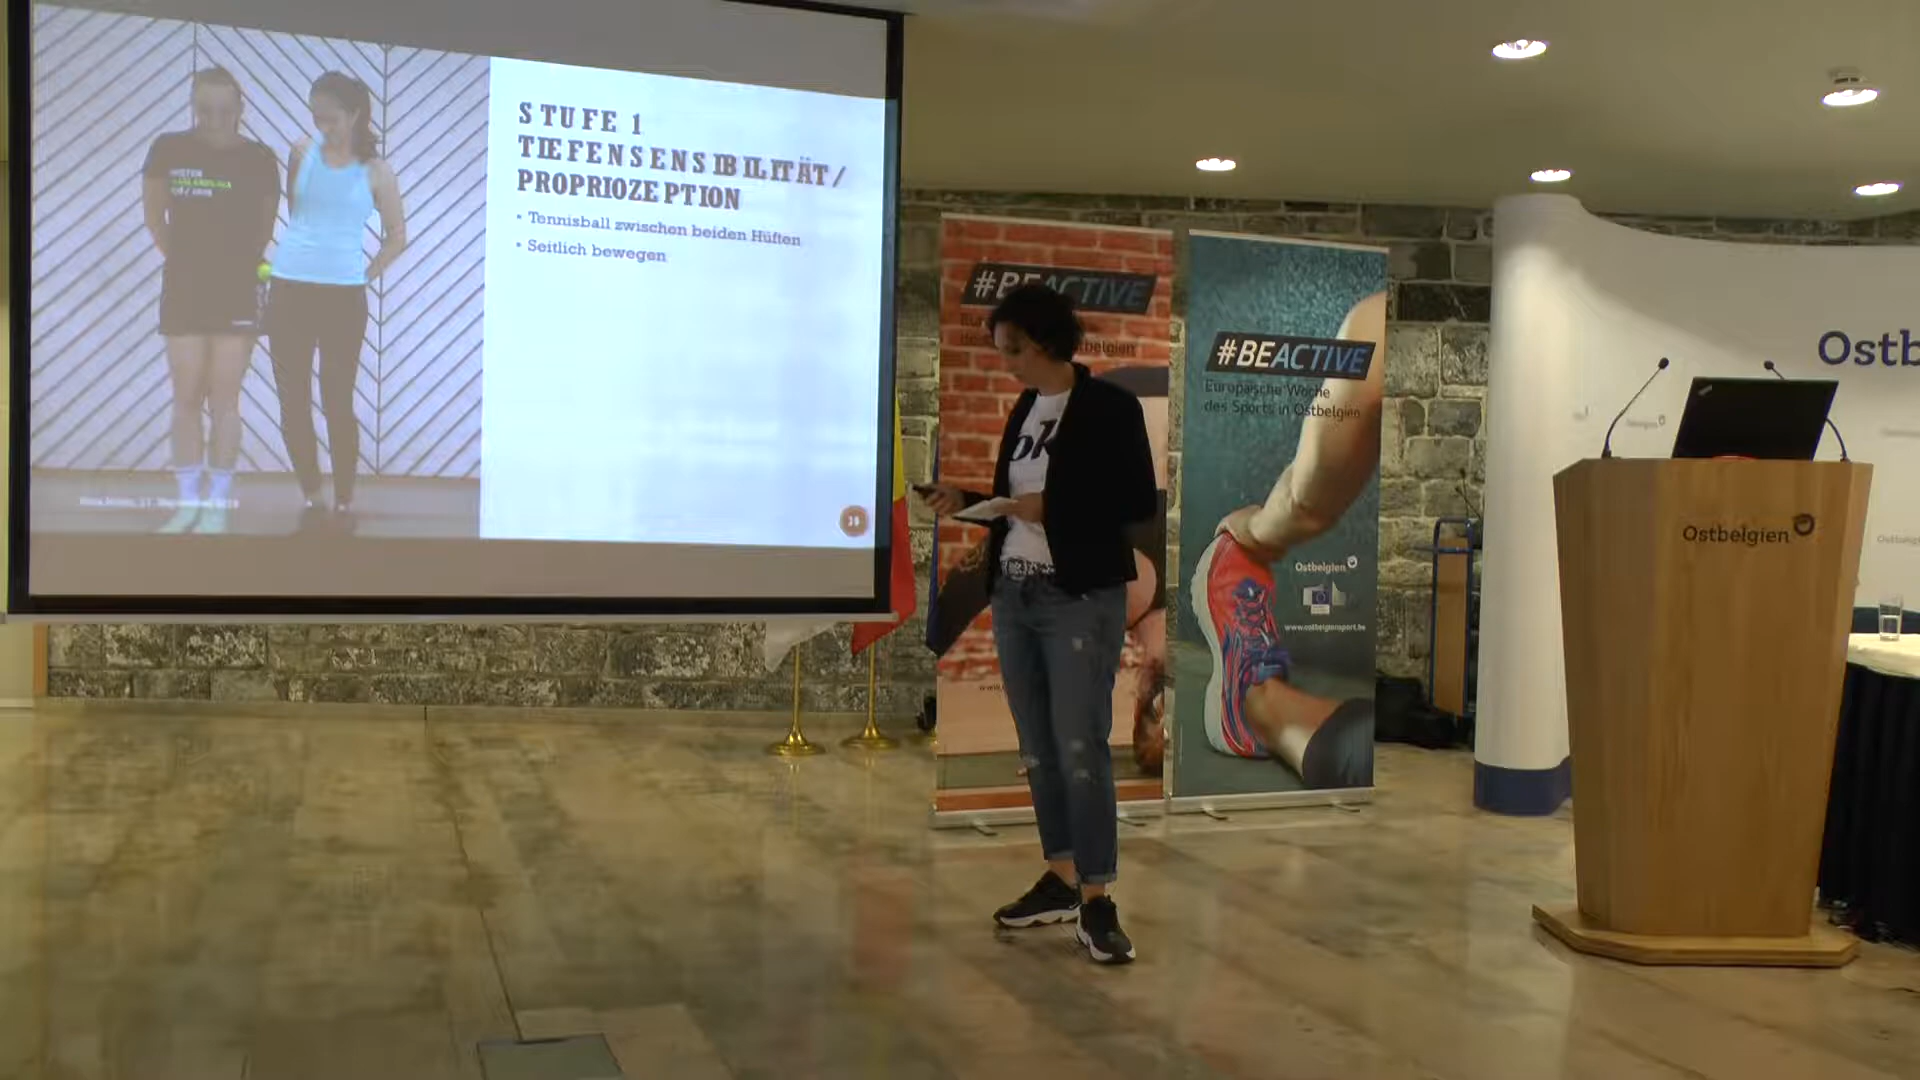 STUFE 1
TIEFENSENSIBILITÄT/
PROPRIOZEPTION
• Tennisball zwischen beiden Hüften
• Seitlich bewegen
#BEACTIVE
#BEACTIVE
Europäische Woche
des Sports in Ostbelgien
Ostbelgien
www.ostbelgiensport.be
ok
Ostb
Ostbelgien